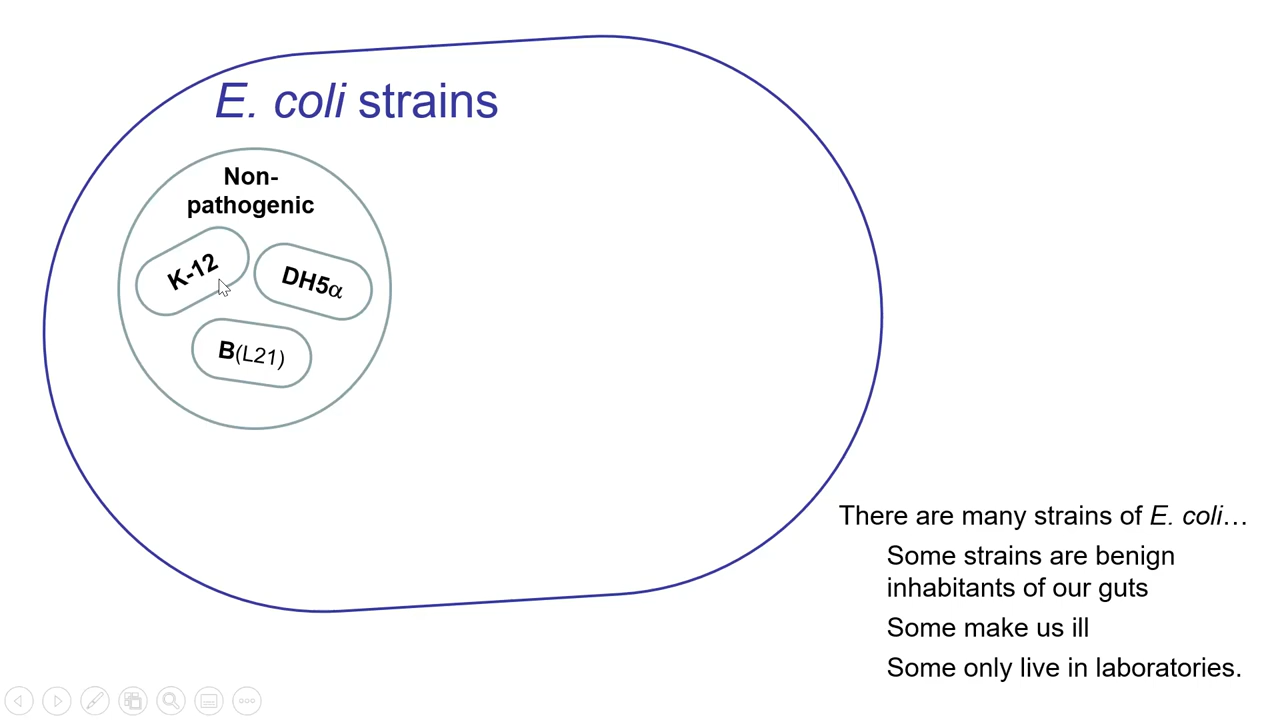 E. coli strains
Non-
pathogenic
K-12
DH5α
B(L21)
There are many strains of E. coli…
Some strains are benign
inhabitants of our guts
Some make us ill
Some only live in laboratories.